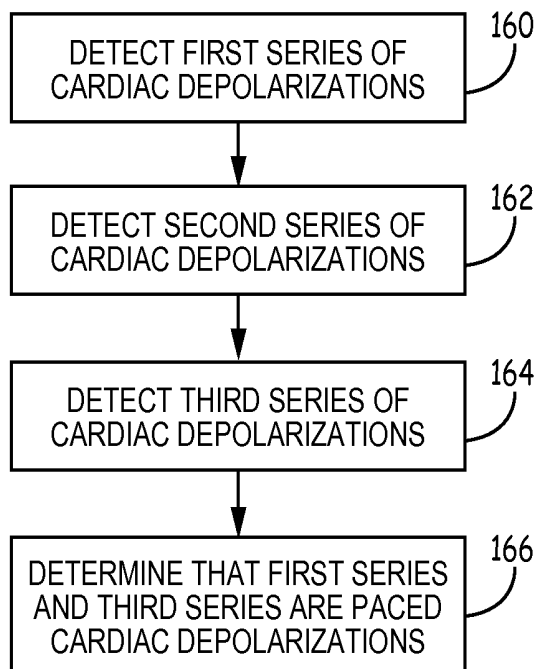 160
DETECT FIRST SERIES OF
CARDIAC DEPOLARIZATIONS
162
DETECT SECOND SERIES OF
CARDIAC DEPOLARIZATIONS
164
DETECT THIRD SERIES OF
CARDIAC DEPOLARIZATIONS
166
DETERMINE THAT FIRST SERIES
AND THIRD SERIES ARE PACED
CARDIAC DEPOLARIZATIONS